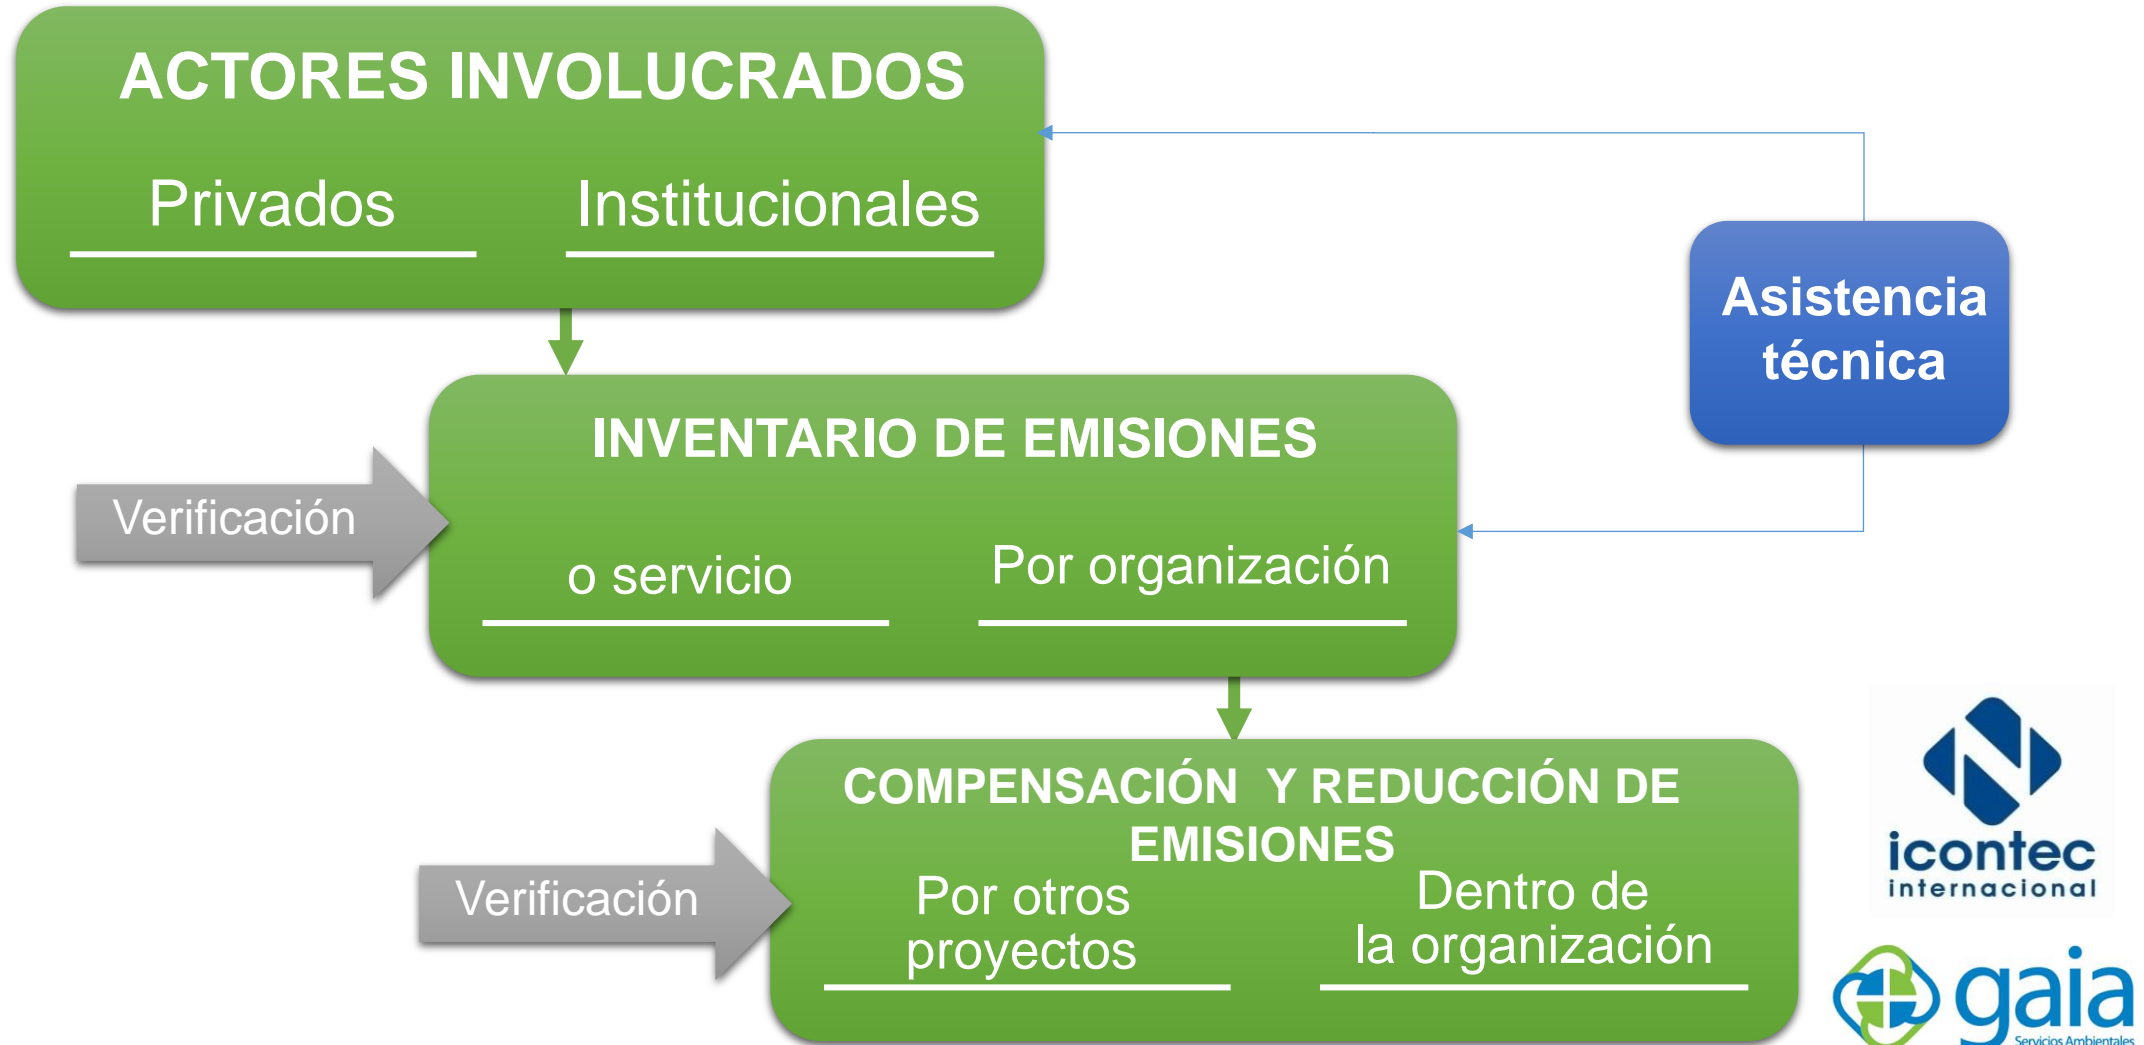 ACTORES INVOLUCRADOS
Privados
Institucionales
Asistencia
técnica
INVENTARIO DE EMISIONES
Verificación
o servicio
Por organización
COMPENSACIÓN Y REDUCCIÓN DE
EMISIONES
Verificación
Por otros
proyectos
Dentro de
la organización
icontec
internacional
gaia
Servicios Ambientales